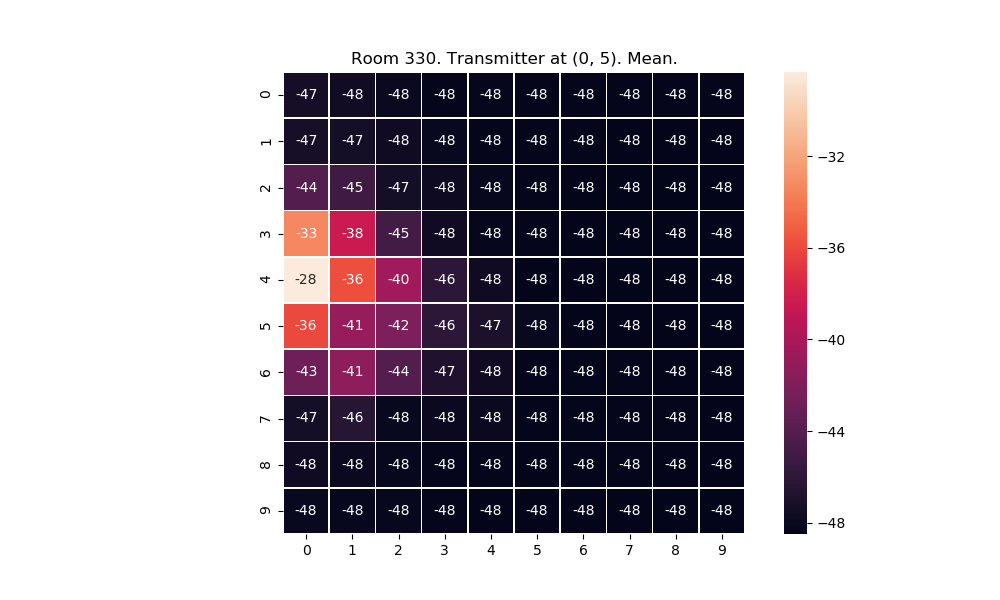 Room 330. Transmitter at (0, 5). Mean.
0 -47 -48 -48 -48 -48 -48 -48 -48 -48 -48
1 -47 -47 -48 -48 -48 -48 -48 -48 -48 -48
−32
2 -44 -45 -47 -48 -48 -48 -48 -48 -48 -48
3 -33 -38 -45 -48 -48 -48 -48 -48 -48 -48
−36
4 -28 -36 -40 -46 -48 -48 -48 -48 -48 -48
5 -36 -41 -42 -46 -47 -48 -48 -48 -48 -48
−40
6 -43 -41 -44 -47 -48 -48 -48 -48 -48 -48
7 -47 -46 -48 -48 -48 -48 -48 -48 -48 -48
−44
8 -48 -48 -48 -48 -48 -48 -48 -48 -48 -48
9 -48 -48 -48 -48 -48 -48 -48 -48 -48 -48
−48
0 1 2 3 4 5 6 7 8 9